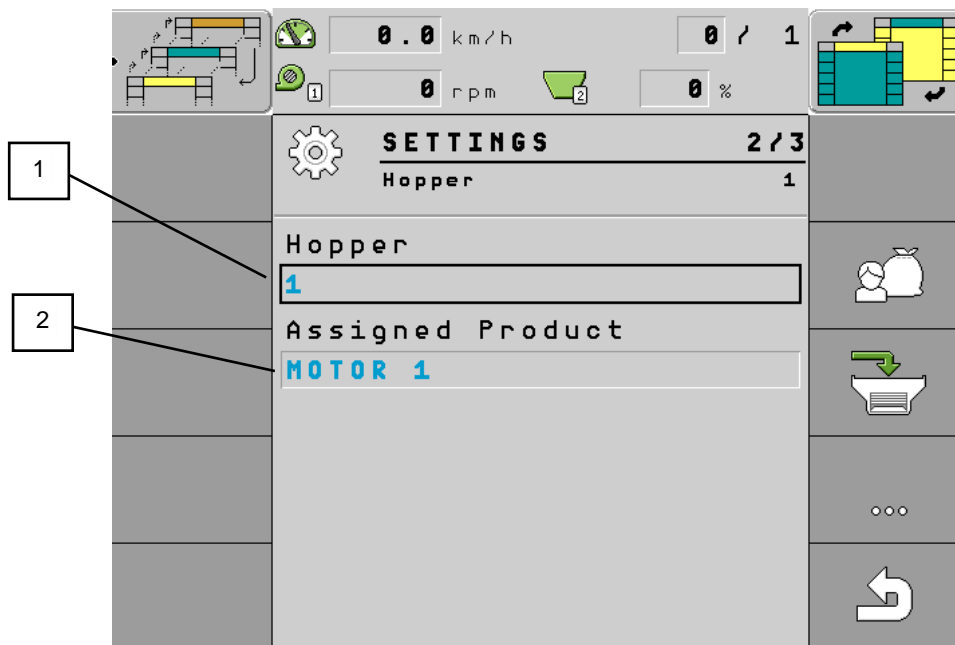 0.0 km/h 0 / 1
1 0 rpm 2 0 %
SETTINGS 2/3
Hopper 1
1
Hopper
1
2
Assigned Product
MOTOR 1